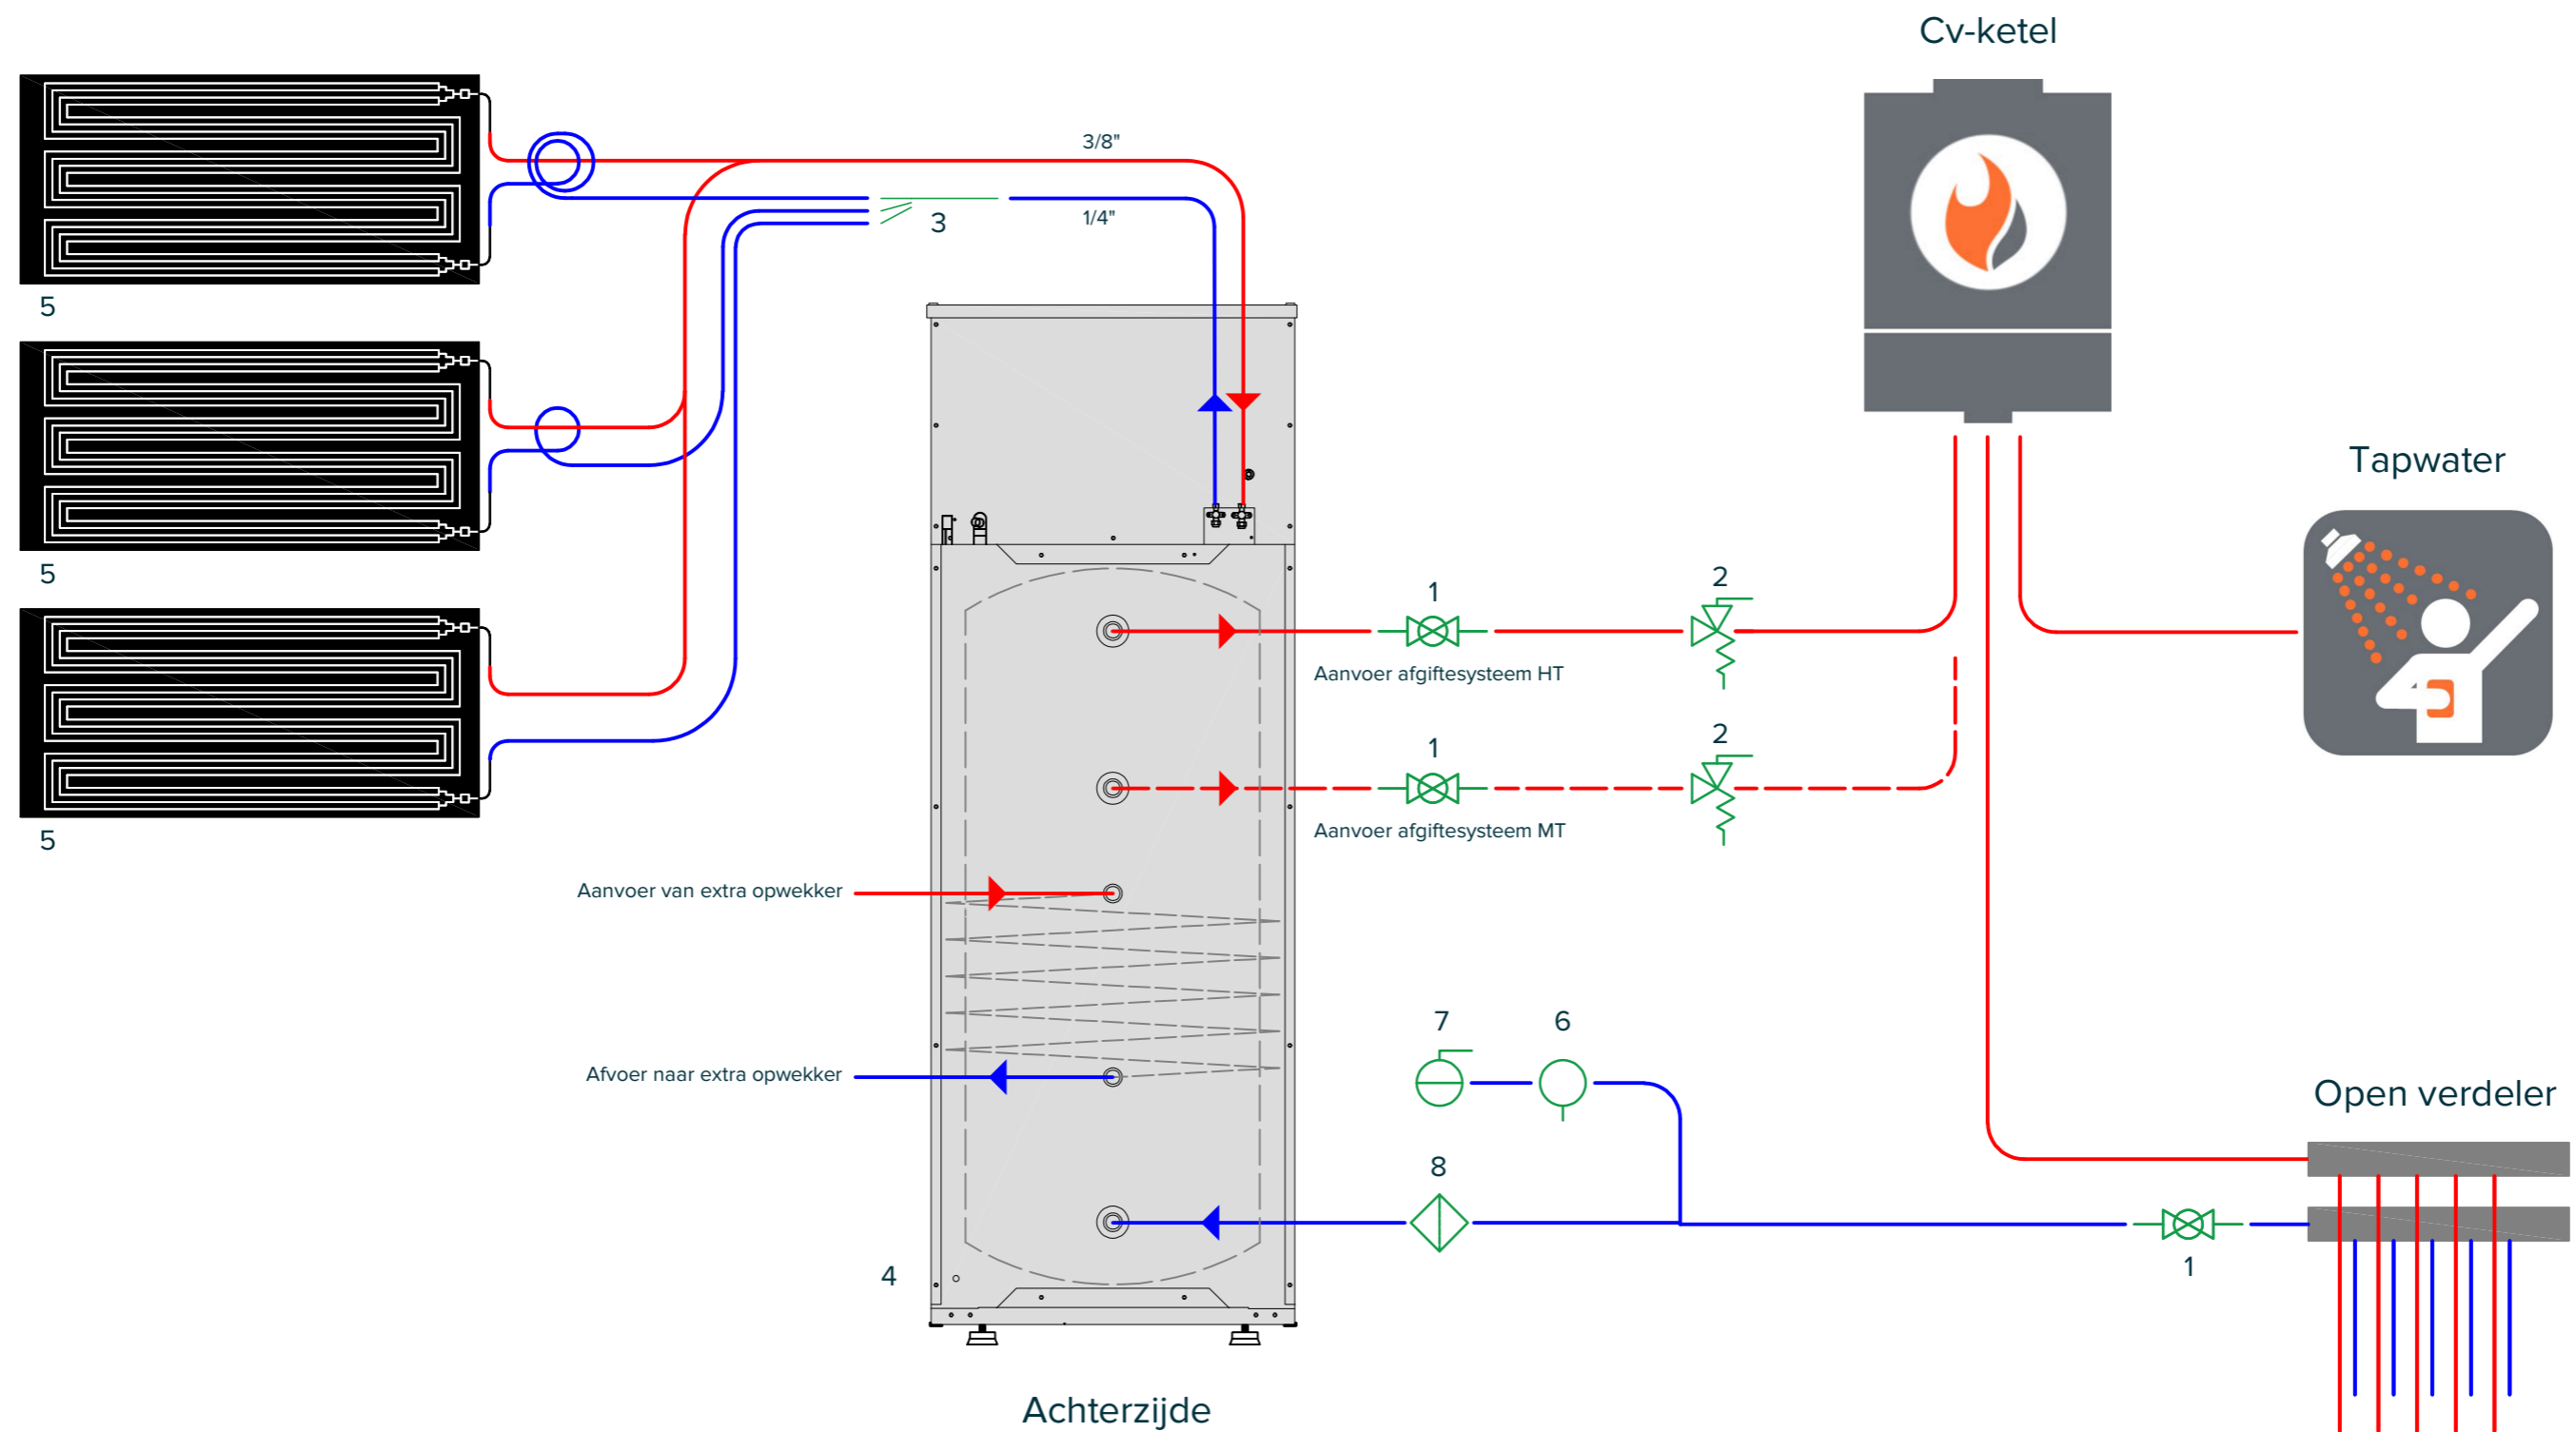 Cv-ketel
3/8"
3
1/4"
5
Tapwater
5
1
2
Aanvoer afgiftesysteem HT
1
2
Aanvoer afgiftesysteem MT
5
Aanvoer van extra opwekker
7
6
Afvoer naar extra opwekker
Open verdeler
8
4
1
Achterzijde